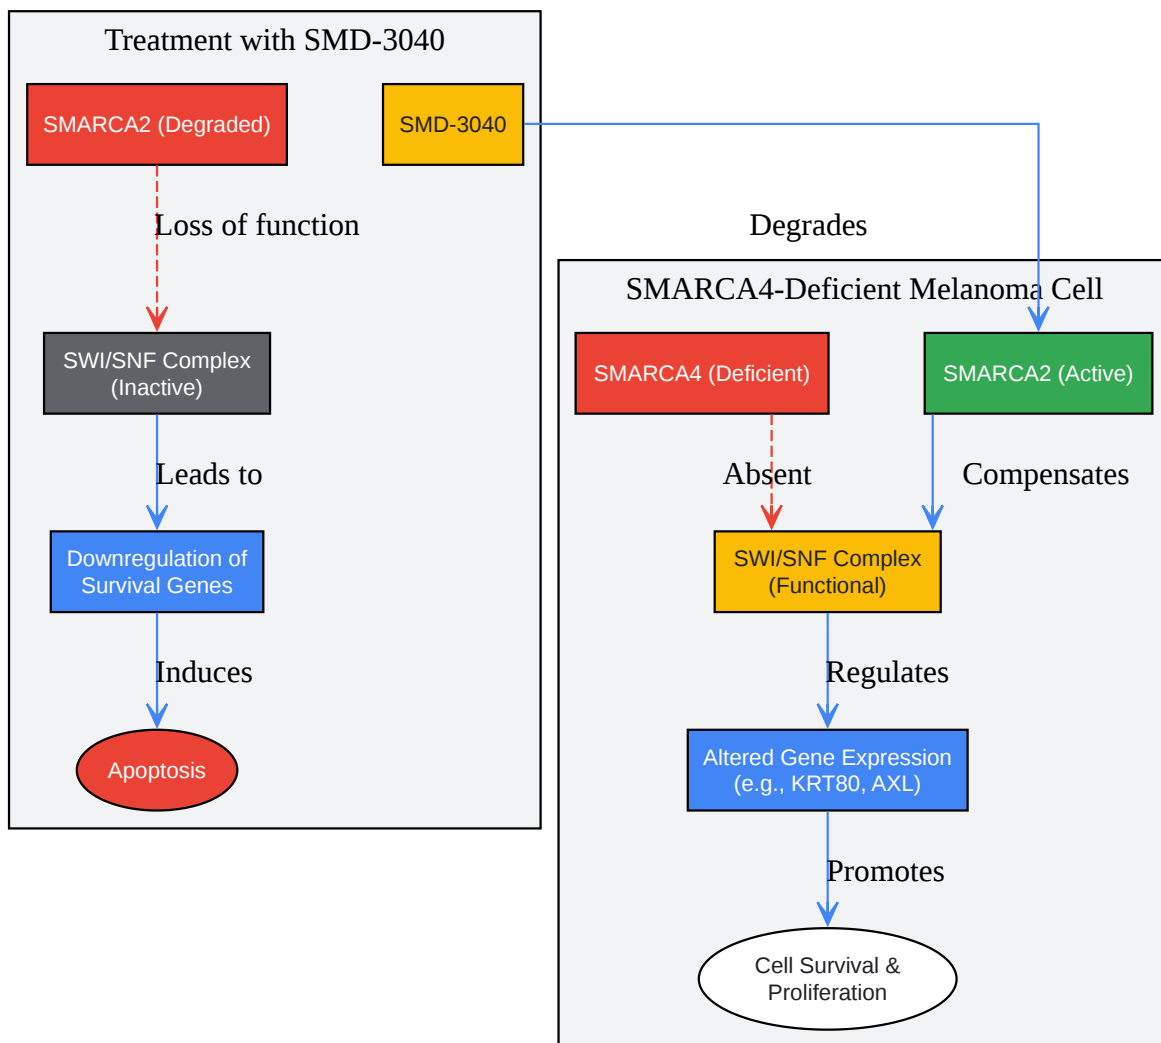 Treatment with SMD-3040
SMARCA2 (Degraded)
SMD-3040
Loss of function
Degrades
SWI/SNF Complex
(Inactive)
Leads to
Downregulation of
Survival Genes
Induces
Apoptosis
SMARCA4-Deficient Melanoma Cell
SMARCA4 (Deficient)
SMARCA2 (Active)
Absent
Compensates
SWI/SNF Complex
(Functional)
Regulates
Altered Gene Expression
(e.g., KRT80, AXL)
Promotes
Cell Survival &
Proliferation